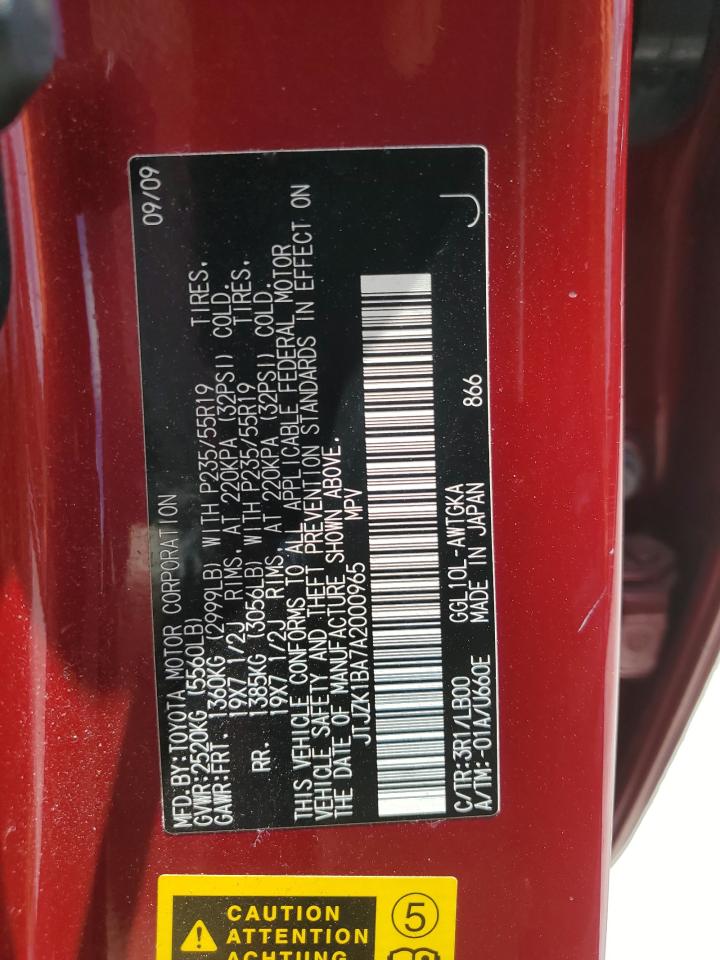 MFD. BY:TOYOTA MOTOR CORPORATION 09/09
GVWR:2520KG (5560LB)
GAWR:FRT. 1360KG (2999LB) WITH P235/55R19 TIRES.
19X7 1/2J RIMS. AT 220KPA (32PSI) COLD.
RR. 1385KG (3056LB) WITH P235/55R19 TIRES.
19X7 1/2J RIMS. AT 220KPA (32PSI) COLD.
THIS VEHICLE CONFORMS TO ALL APPLICABLE FEDERAL MOTOR
VEHICLE SAFETY AND THEFT PREVENTION STANDARDS IN EFFECT ON
THE DATE OF MANUFACTURE SHOWN ABOVE.
JTJZK1BA7A2000965 MPV
C/TR:3R1/LB00 GGL10L-AWTGKA 866
A/TM:-01A/U660E MADE IN JAPAN
J
CAUTION
ATTENTION
ACHTUNG
5